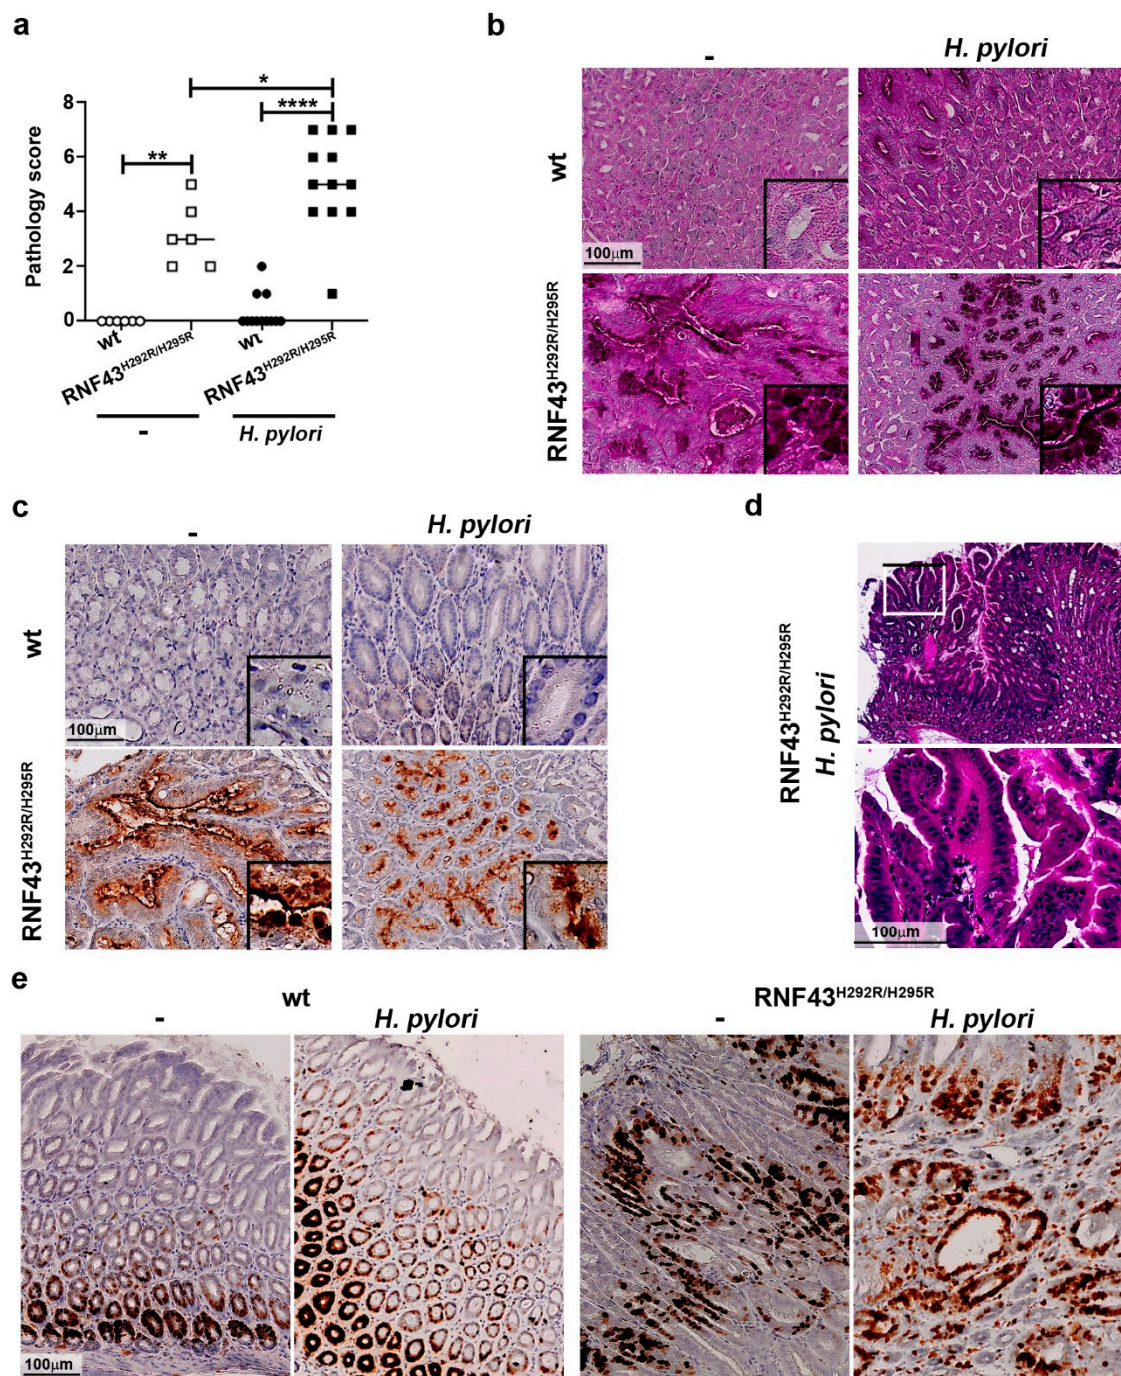 a
Pathology score
8
6
4
2
0
**
*
****
wt
RNF43H292R/H295R
wt
RNF43H292R/H295R
-
H. pylori
b
-
H. pylori
wt
100µm
RNF43H292R/H295R
c
-
H. pylori
wt
100µm
RNF43H292R/H295R
d
RNF43H292R/H295R
H. pylori
100µm
e
wt
RNF43H292R/H295R
-
H. pylori
-
H. pylori
100µm